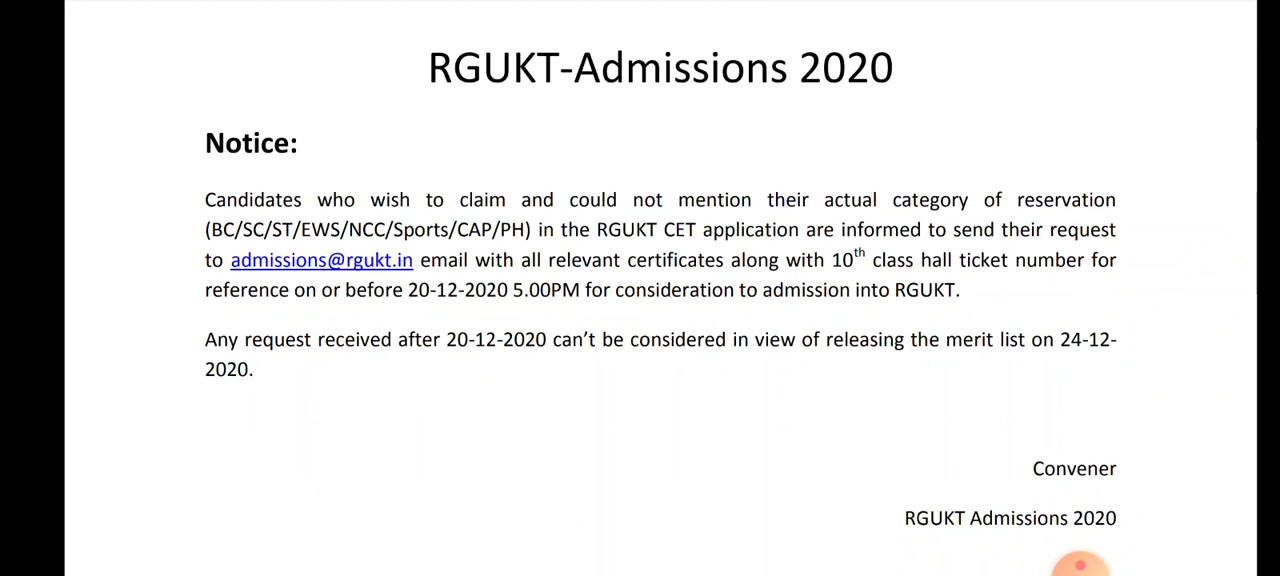 RGUKT-Admissions 2020
Notice:
Candidates who wish to claim and could not mention their actual category of reservation
(BC/SC/ST/EWS/NCC/Sports/CAP/PH) in the RGUKT CET application are informed to send their request
to admissions@rgukt.in email with all relevant certificates along with 10th class hall ticket number for
reference on or before 20-12-2020 5.00PM for consideration to admission into RGUKT.
Any request received after 20-12-2020 can’t be considered in view of releasing the merit list on 24-12-
2020.
Convener
RGUKT Admissions 2020